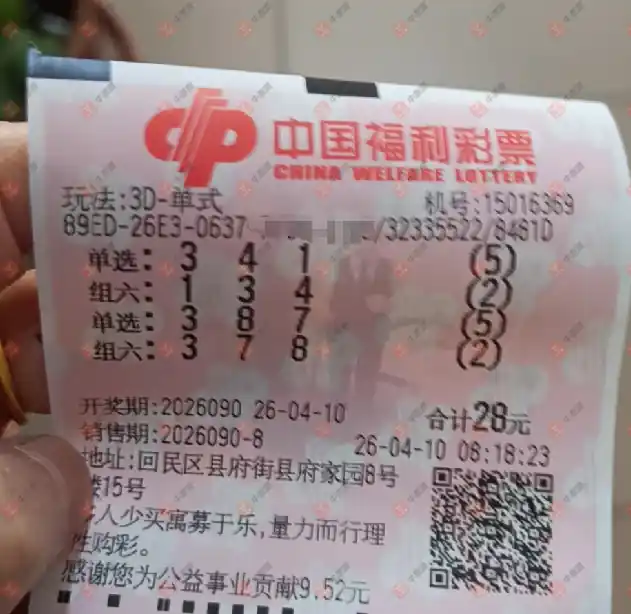 中国福利彩票
CHINA WELFARE LOTTERY
玩法:3D-单式 机号:15016369
89ED-26E3-0637- /32335522/8481D
单选: 3 4 1 (5)
组六: 1 3 4 (2)
单选: 3 8 7 (5)
组六: 3 7 8 (2)
开奖期:2026090 26-04-10 合计28元
销售期:2026090-8 26-04-10 08:18:23
地址:回民区县府街县府家园8号
楼15号
人少买寓募于乐,量力而行理
性购彩。
感谢您为公益事业贡献9.52元